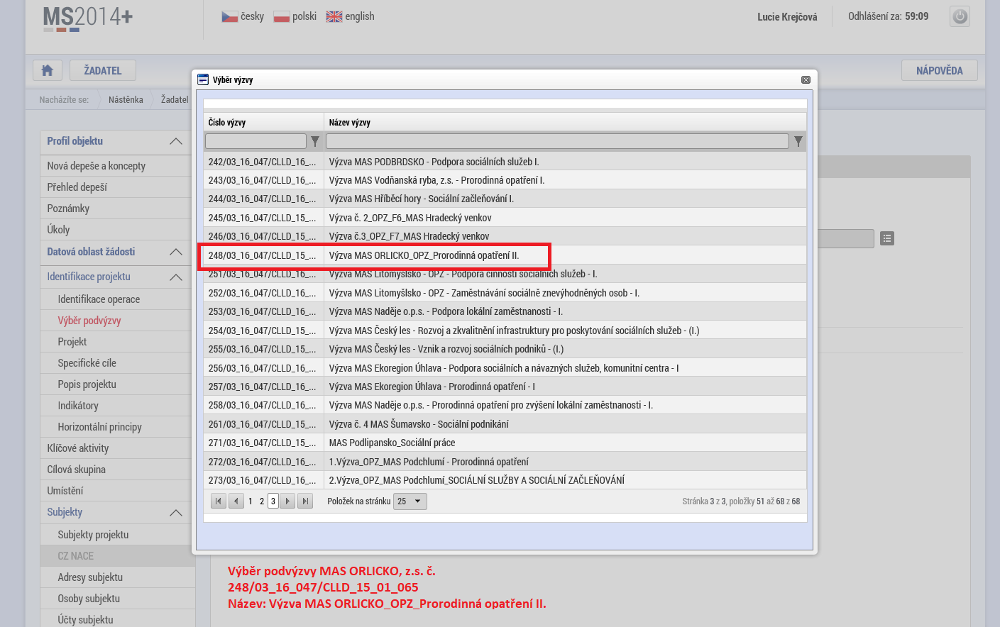 MS2014+
česky
polski
english
Lucie Krejčová
Odhlášení za: 59:09
ŽADATEL
NÁPOVĚDA
Nacházíte se:
Nástěnka
Žadatel
Profil objektu
Nová depeše a koncepty
Přehled depeší
Poznámky
Úkoly
Datová oblast žádosti
Identifikace projektu
Identifikace operace
Výběr podvýzvy
Projekt
Specifické cíle
Popis projektu
Indikátory
Horizontální principy
Klíčové aktivity
Cílová skupina
Umístění
Subjekty
Subjekty projektu
CZ NACE
Adresy subjektu
Osoby subjektu
Účty subjektu
Výběr výzvy
Číslo výzvy Název výzvy
242/03_16_047/CLLD_16_... Výzva MAS PODBRDSKO - Podpora sociálních služeb I.
243/03_16_047/CLLD_16_... Výzva MAS Vodňanská ryba, z.s. - Prorodinná opatření I.
244/03_16_047/CLLD_16_... Výzva MAS Hříběcí hory - Sociální začleňování I.
245/03_16_047/CLLD_15_... Výzva č. 2_OPZ_F6_MAS Hradecký venkov
246/03_16_047/CLLD_15_... Výzva č.3_OPZ_F7_MAS Hradecký venkov
248/03_16_047/CLLD_15_... Výzva MAS ORLICKO_OPZ_Prorodinná opatření II.
251/03_16_047/CLLD_16_... Výzva MAS Litomyšlsko - OPZ - Podpora činností sociálních služeb - I.
252/03_16_047/CLLD_16_... Výzva MAS Litomyšlsko - OPZ - Zaměstnávání sociálně znevýhodněných osob - I.
253/03_16_047/CLLD_16_... Výzva MAS Naděje o.p.s. - Podpora lokální zaměstnanosti - I.
254/03_16_047/CLLD_15_... Výzva MAS Český les - Rozvoj a zkvalitnění infrastruktury pro poskytování sociálních služeb - (I.)
255/03_16_047/CLLD_15_... Výzva MAS Český les - Vznik a rozvoj sociálních podniků - (I.)
256/03_16_047/CLLD_16_... Výzva MAS Ekoregion Úhlava - Podpora sociálních a návazných služeb, komunitní centra - I
257/03_16_047/CLLD_16_... Výzva MAS Ekoregion Úhlava - Prorodinná opatření - I
258/03_16_047/CLLD_16_... Výzva MAS Naděje o.p.s. - Prorodinná opatření pro zvýšení lokální zaměstnanosti - I.
261/03_16_047/CLLD_15_... Výzva č. 4 MAS Šumavsko - Sociální podnikání
271/03_16_047/CLLD_15_... MAS Podlipansko_Sociální práce
272/03_16_047/CLLD_16_... 1.Výzva_OPZ_MAS Podchlumí - Prorodinná opatření
273/03_16_047/CLLD_16_... 2.Výzva_OPZ_MAS Podchlumí_SOCIÁLNÍ SLUŽBY A SOCIÁLNÍ ZAČLEŇOVÁNÍ
1 2 3 Položek na stránku 25 Stránka 3 z 3, položky 51 až 68 z 68
Výběr podvýzvy MAS ORLICKO, z.s. č.
248/03_16_047/CLLD_15_01_065
Název: Výzva MAS ORLICKO_OPZ_Prorodinná opatření II.